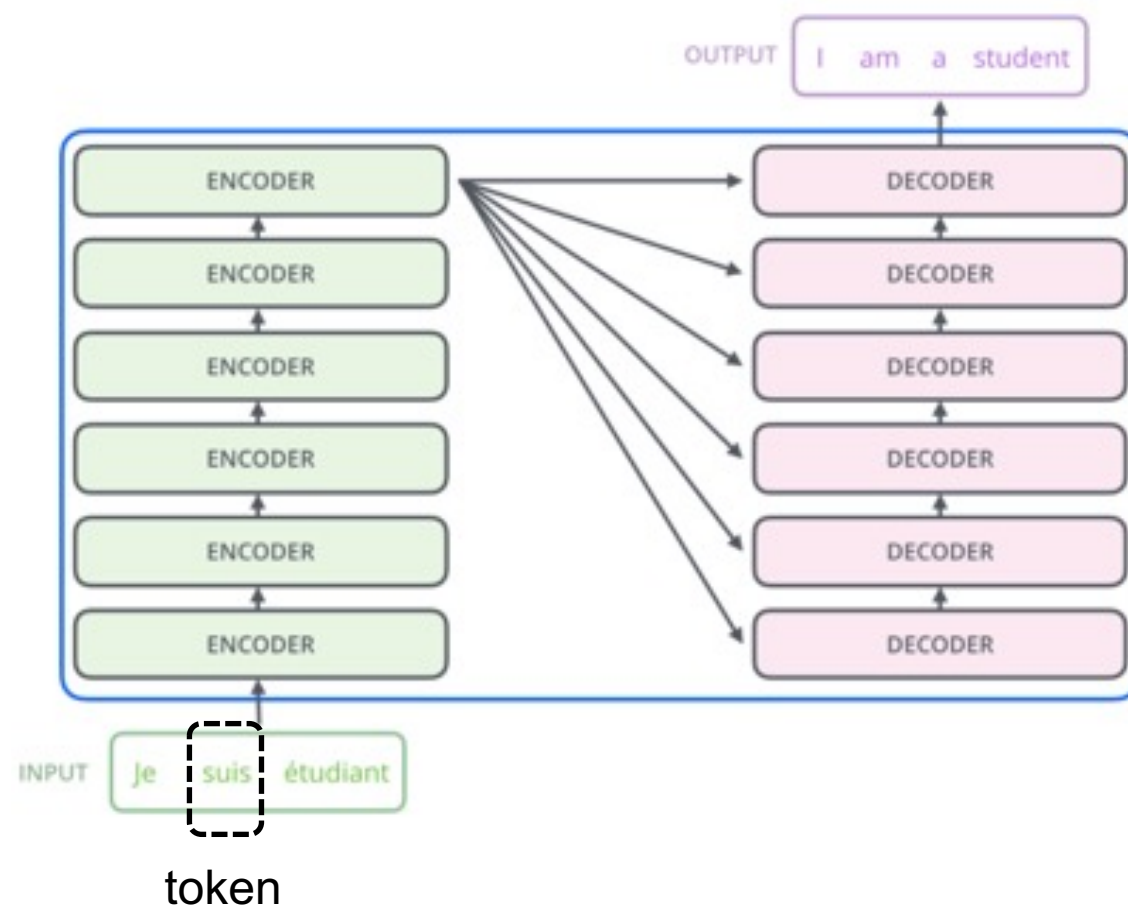 OUTPUT I am a student
ENCODER DECODER
ENCODER DECODER
ENCODER DECODER
ENCODER DECODER
ENCODER DECODER
ENCODER DECODER
INPUT Je suis étudiant
token